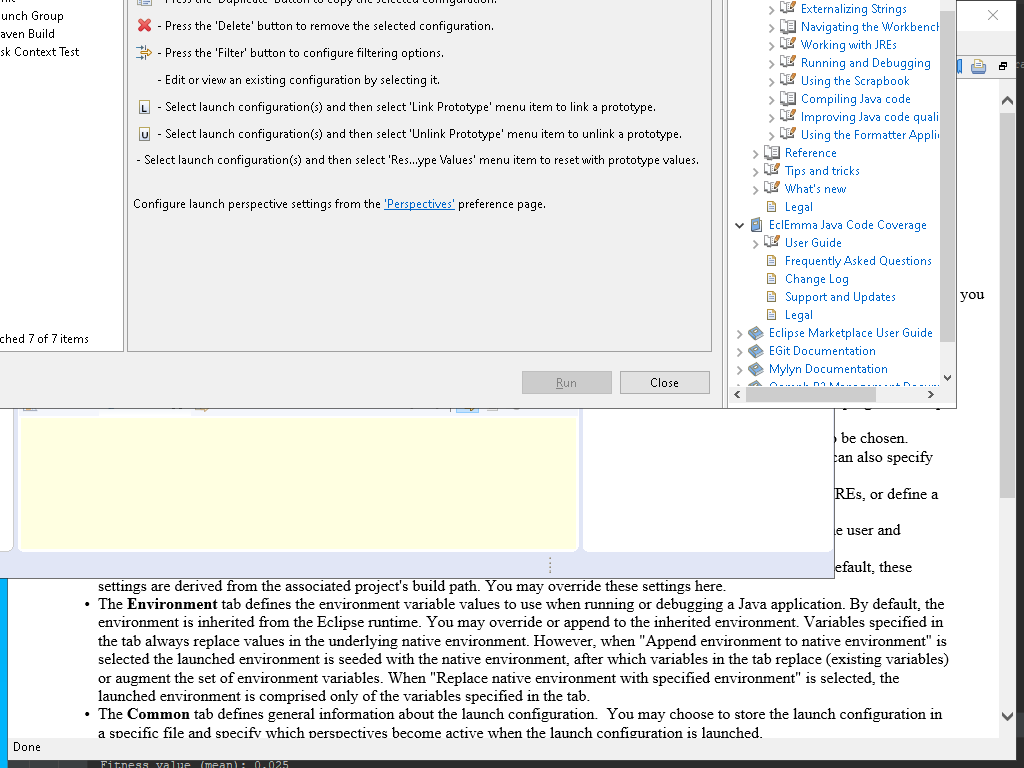 unch Group
aven Build
sk Context Test
ched 7 of 7 items
- Press the 'Duplicate' button to copy the selected configuration.
- Press the 'Delete' button to remove the selected configuration.
- Press the 'Filter' button to configure filtering options.
- Edit or view an existing configuration by selecting it.
L - Select launch configuration(s) and then select 'Link Prototype' menu item to link a prototype.
U - Select launch configuration(s) and then select 'Unlink Prototype' menu item to unlink a prototype.
- Select launch configuration(s) and then select 'Res...ype Values' menu item to reset with prototype values.
Configure launch perspective settings from the 'Perspectives' preference page.
Run
Close
Externalizing Strings
Navigating the Workbench
Working with JREs
Running and Debugging
Using the Scrapbook
Compiling Java code
Improving Java code quali
Using the Formatter Applic
Reference
Tips and tricks
What's new
Legal
EclEmma Java Code Coverage
User Guide
Frequently Asked Questions
Change Log
Support and Updates
Legal
Eclipse Marketplace User Guide
EGit Documentation
Mylyn Documentation
you
be chosen.
can also specify
REs, or define a
e user and
efault, these
settings are derived from the associated project's build path. You may override these settings here.
• The Environment tab defines the environment variable values to use when running or debugging a Java application. By default, the
environment is inherited from the Eclipse runtime. You may override or append to the inherited environment. Variables specified in
the tab always replace values in the underlying native environment. However, when "Append environment to native environment" is
selected the launched environment is seeded with the native environment, after which variables in the tab replace (existing variables)
or augment the set of environment variables. When "Replace native environment with specified environment" is selected, the
launched environment is comprised only of the variables specified in the tab.
• The Common tab defines general information about the launch configuration.  You may choose to store the launch configuration in
a specific file and specify which perspectives become active when the launch configuration is launched.
Done
Fitness value (mean): 0.025